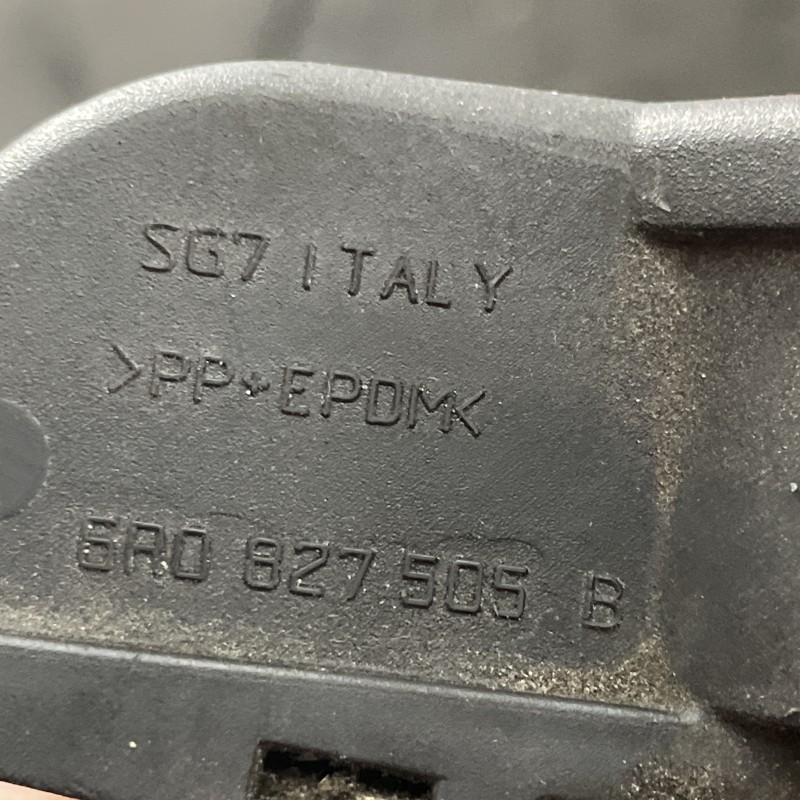 SG7 ITALY
>PP+EPDM<
6R0 827 505 B